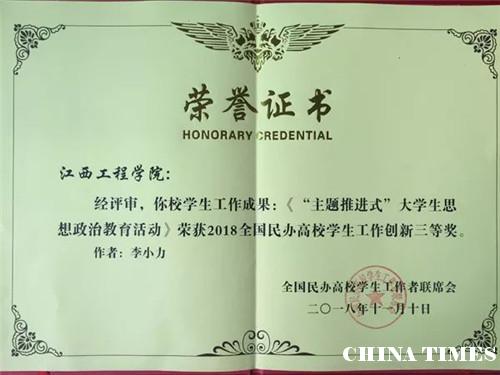 荣誉证书
HONORARY CREDENTIAL
江西工程学院：
经评审，你校学生工作成果：《“主题推进式”大学生思
想政治教育活动》荣获2018全国民办高校学生工作创新三等奖。
作者：李小力
全国民办高校学生工作者联席会
二〇一八年十一月十日
CHINA TIMES